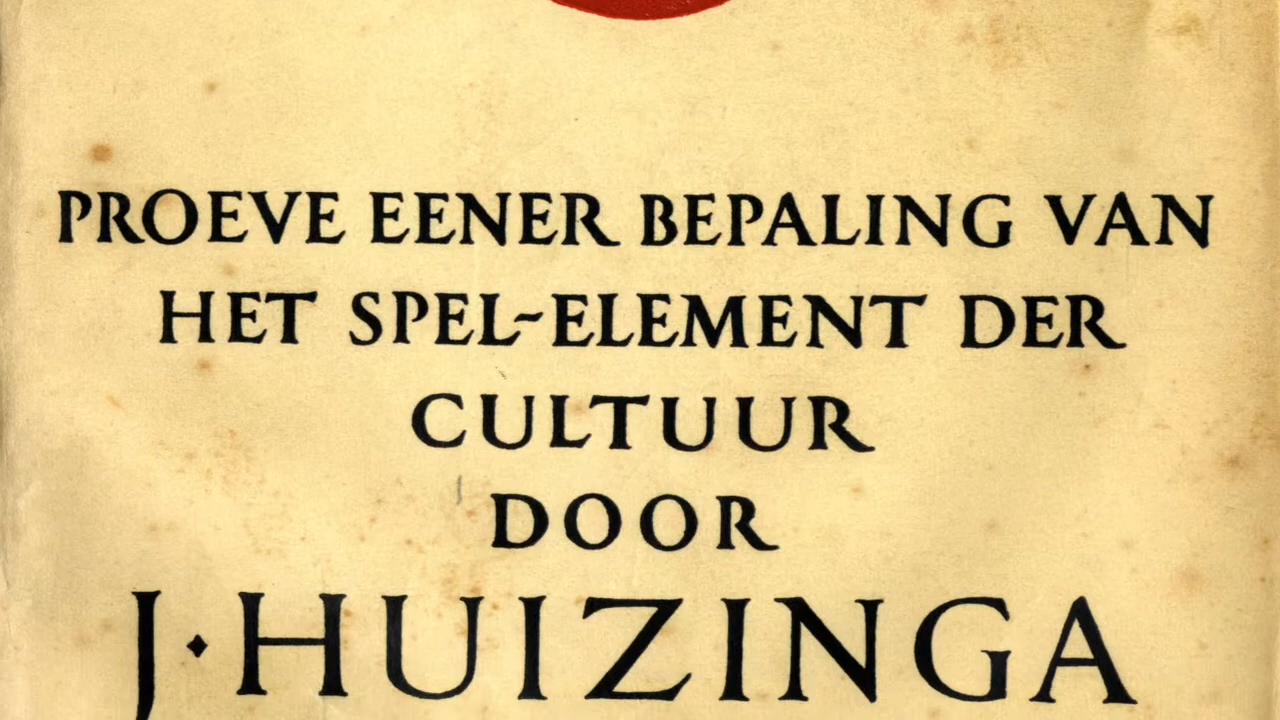 PROEVE EENER BEPALING VAN
HET SPEL-ELEMENT DER
CULTUUR
DOOR
J·HUIZINGA